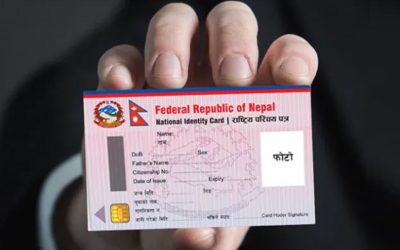 Federal Republic of Nepal
National Identity Card | राष्ट्रिय परिचय पत्र
Name:
नाम:
DoB: Sex:
Father's Name:
Citizenship No:
Date of Issue: Expiry:
फोटो
जन्म मिति: लिङ्ग:
Card Holder Signature